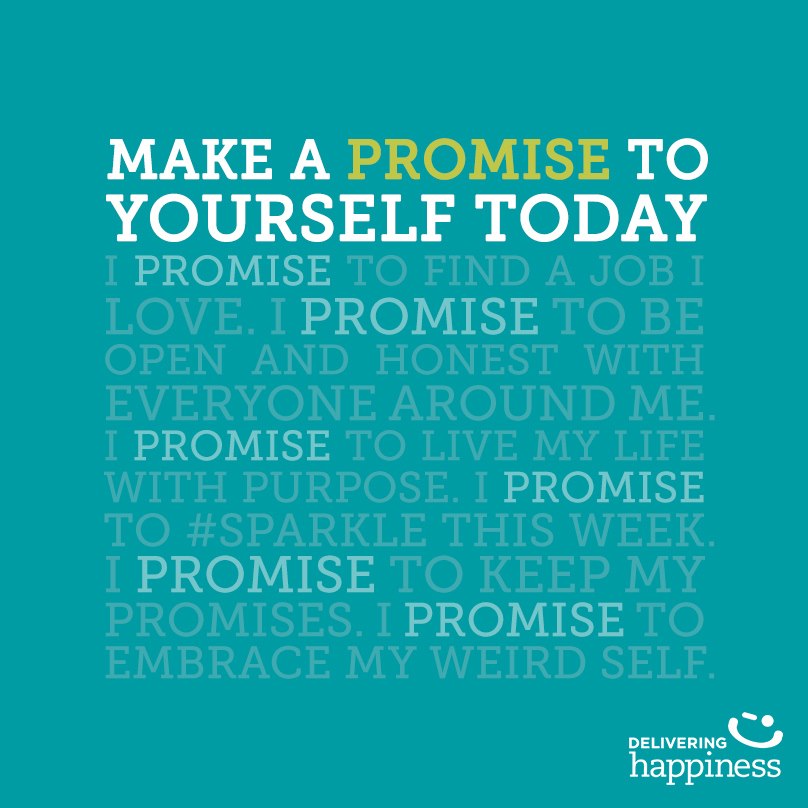 MAKE A PROMISE TO
YOURSELF TODAY
I PROMISE TO FIND A JOB I
LOVE. I PROMISE TO BE
OPEN AND HONEST WITH
EVERYONE AROUND ME.
I PROMISE TO LIVE MY LIFE
WITH PURPOSE. I PROMISE
TO #SPARKLE THIS WEEK.
I PROMISE TO KEEP MY
PROMISES. I PROMISE TO
EMBRACE MY WEIRD SELF.
DELIVERING
happiness